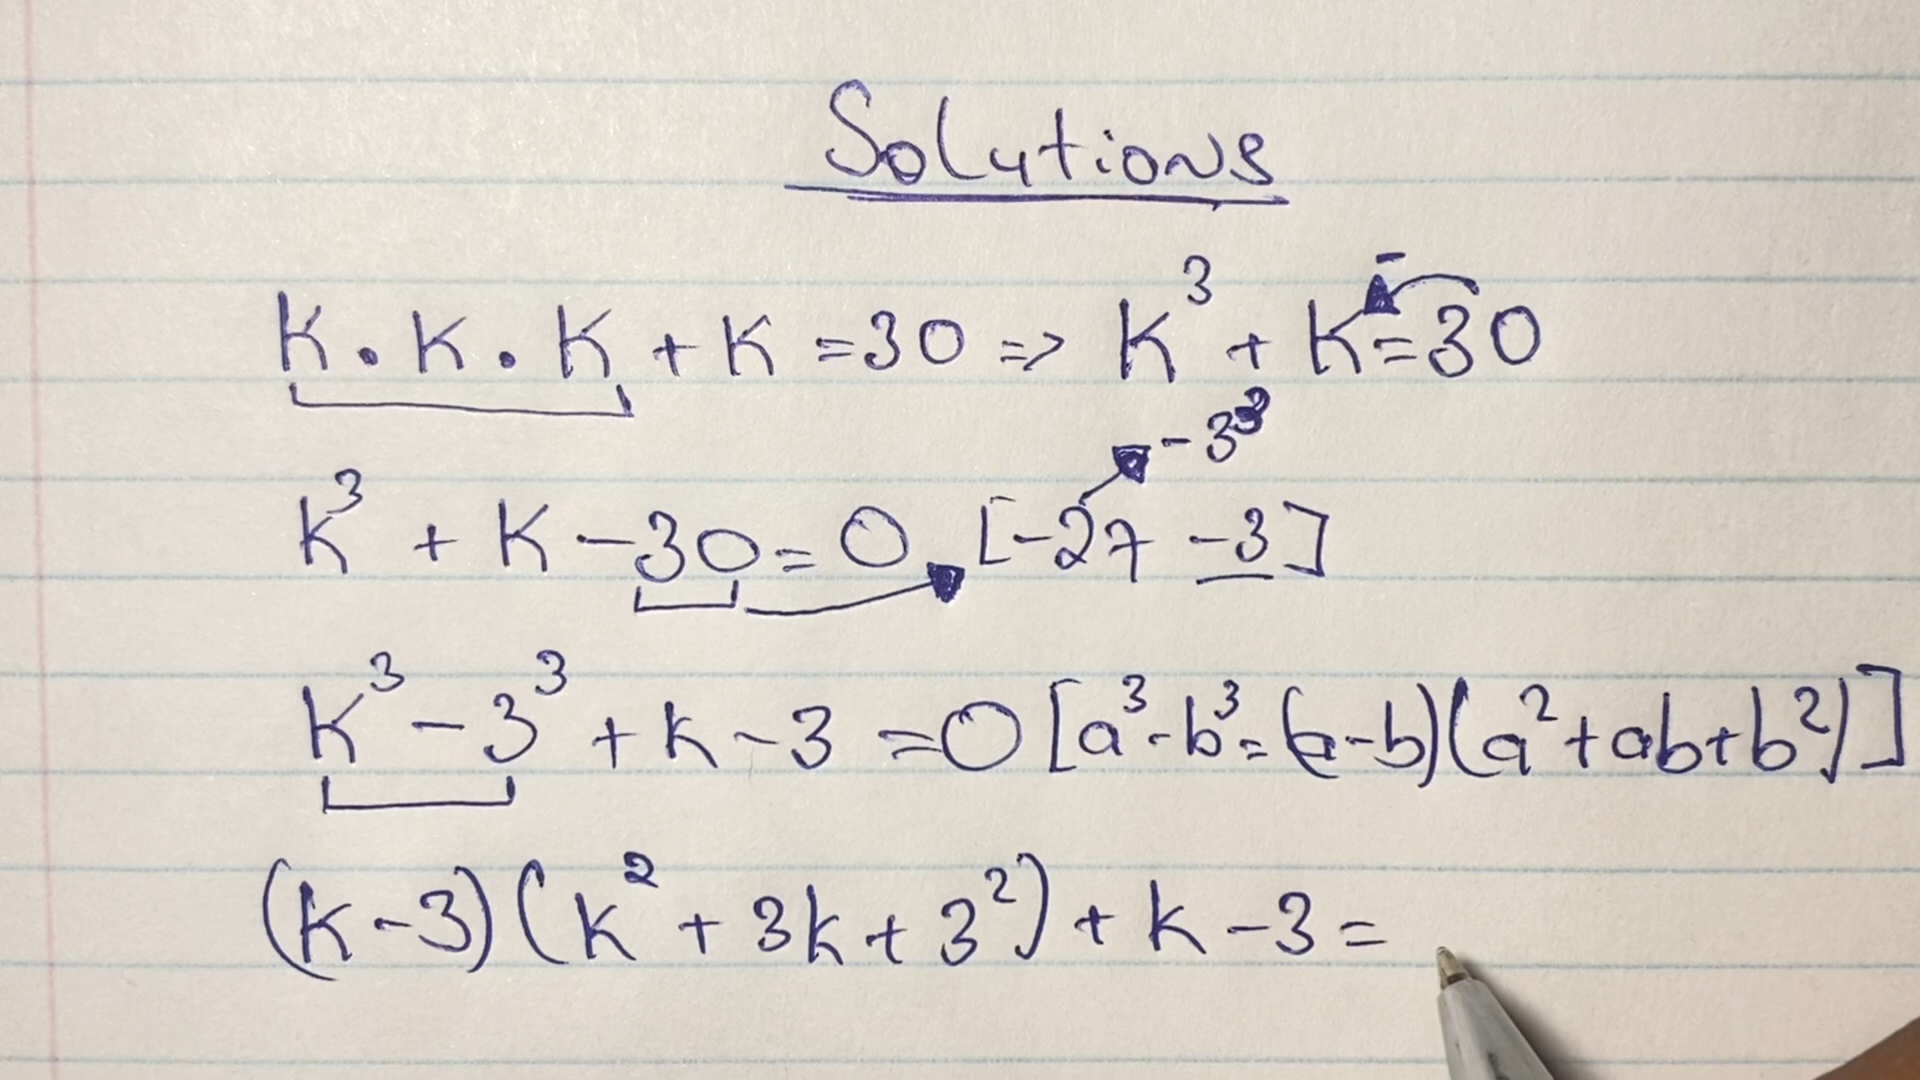 Solutions
K . K . K + K = 30 => K³ + K = 30
-
-3³
K³ + K - 30 = 0 [-27 -3]
K³ - 3³ + K - 3 = 0 [a³ - b³ = (a-b)(a² + ab + b²)]
(K - 3)(K² + 3K + 3²) + K - 3 =